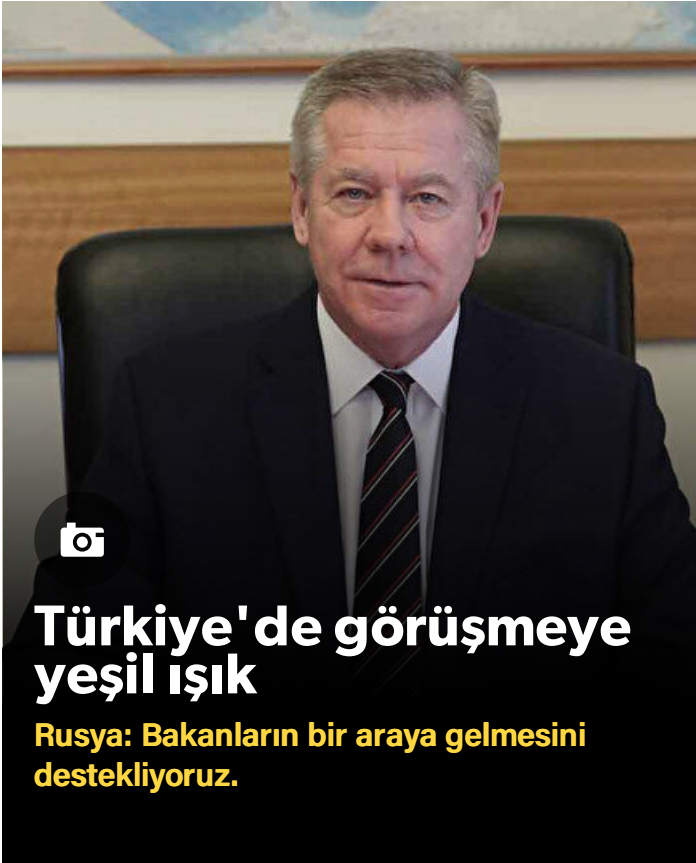 Türkiye'de görüşmeye
yeşil ışık
Rusya: Bakanların bir araya gelmesini
destekliyoruz.